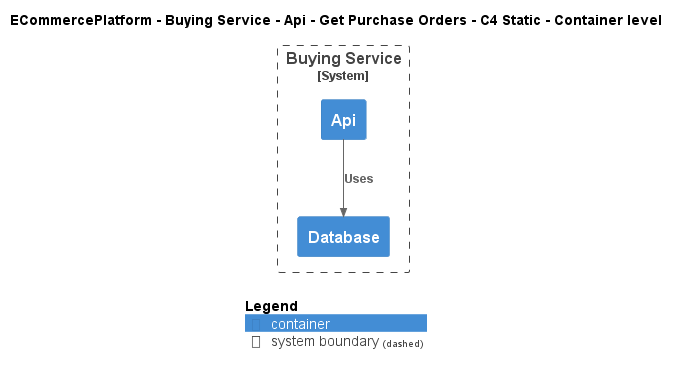 ECommercePlatform - Buying Service - Api - Get Purchase Orders - C4 Static - Container level
Buying Service
[System]
Api
Uses
Database
Legend
container
system boundary (dashed)